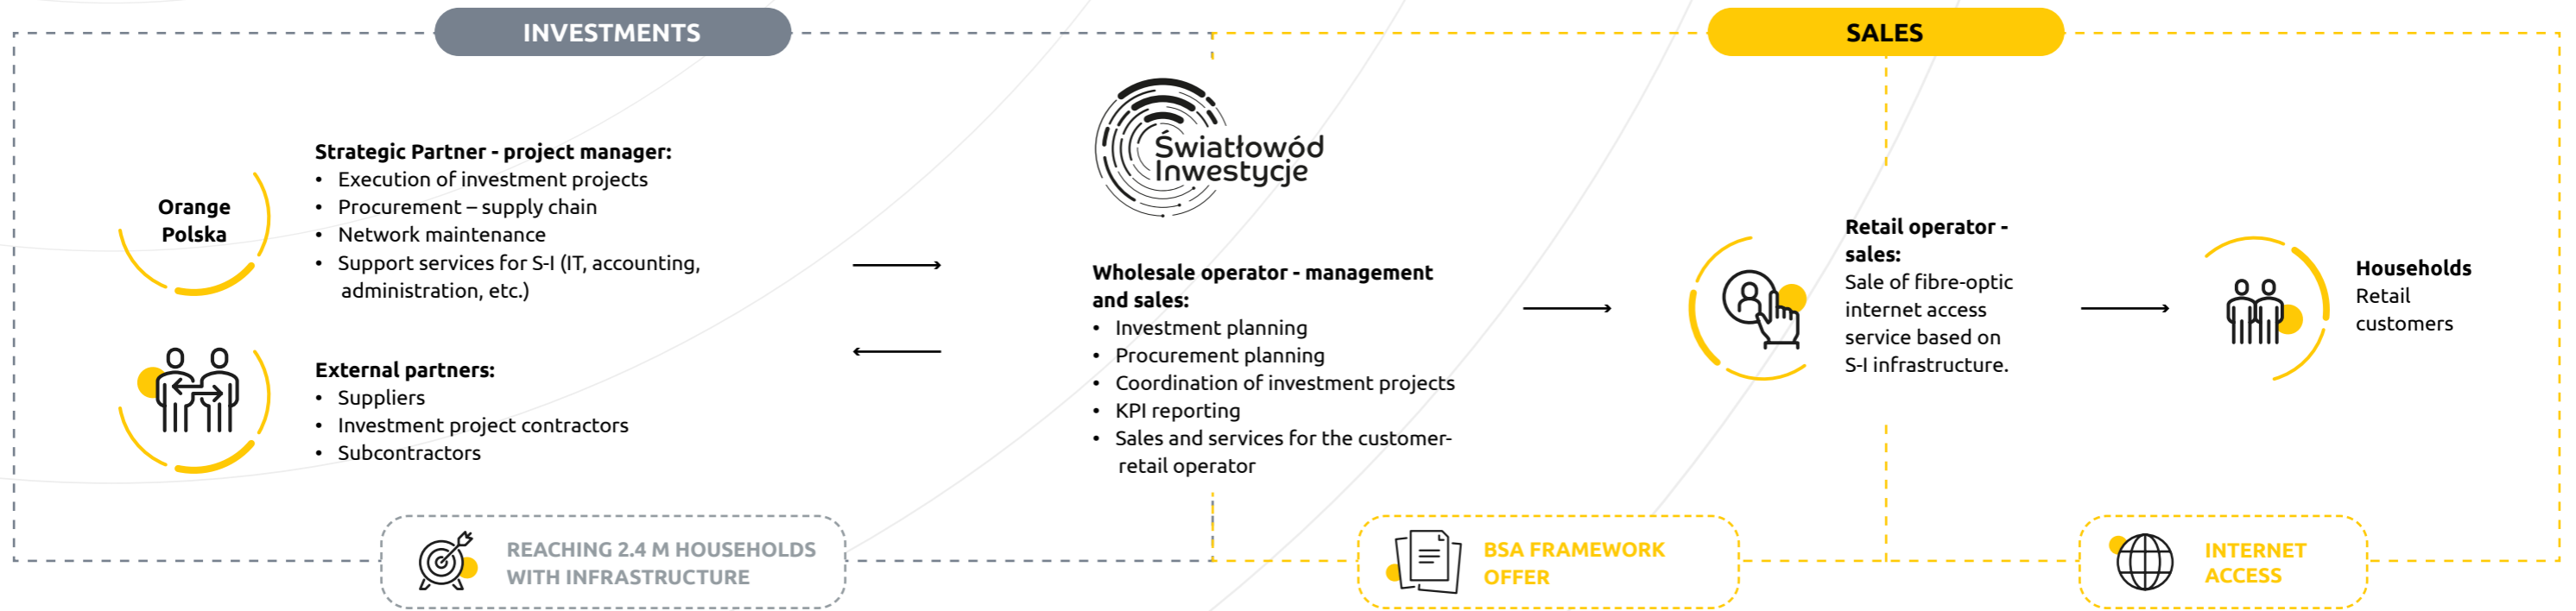 INVESTMENTS
SALES
Orange
Polska
Strategic Partner - project manager:
• Execution of investment projects
• Procurement – supply chain
• Network maintenance
• Support services for S-I (IT, accounting,
administration, etc.)
External partners:
• Suppliers
• Investment project contractors
• Subcontractors
REACHING 2.4 M HOUSEHOLDS
WITH INFRASTRUCTURE
Światłowód
Inwestycje
Wholesale operator - management
and sales:
• Investment planning
• Procurement planning
• Coordination of investment projects
• KPI reporting
• Sales and services for the customer-
retail operator
BSA FRAMEWORK
OFFER
Retail operator -
sales:
Sale of fibre-optic
internet access
service based on
S-I infrastructure.
Households
Retail
customers
INTERNET
ACCESS